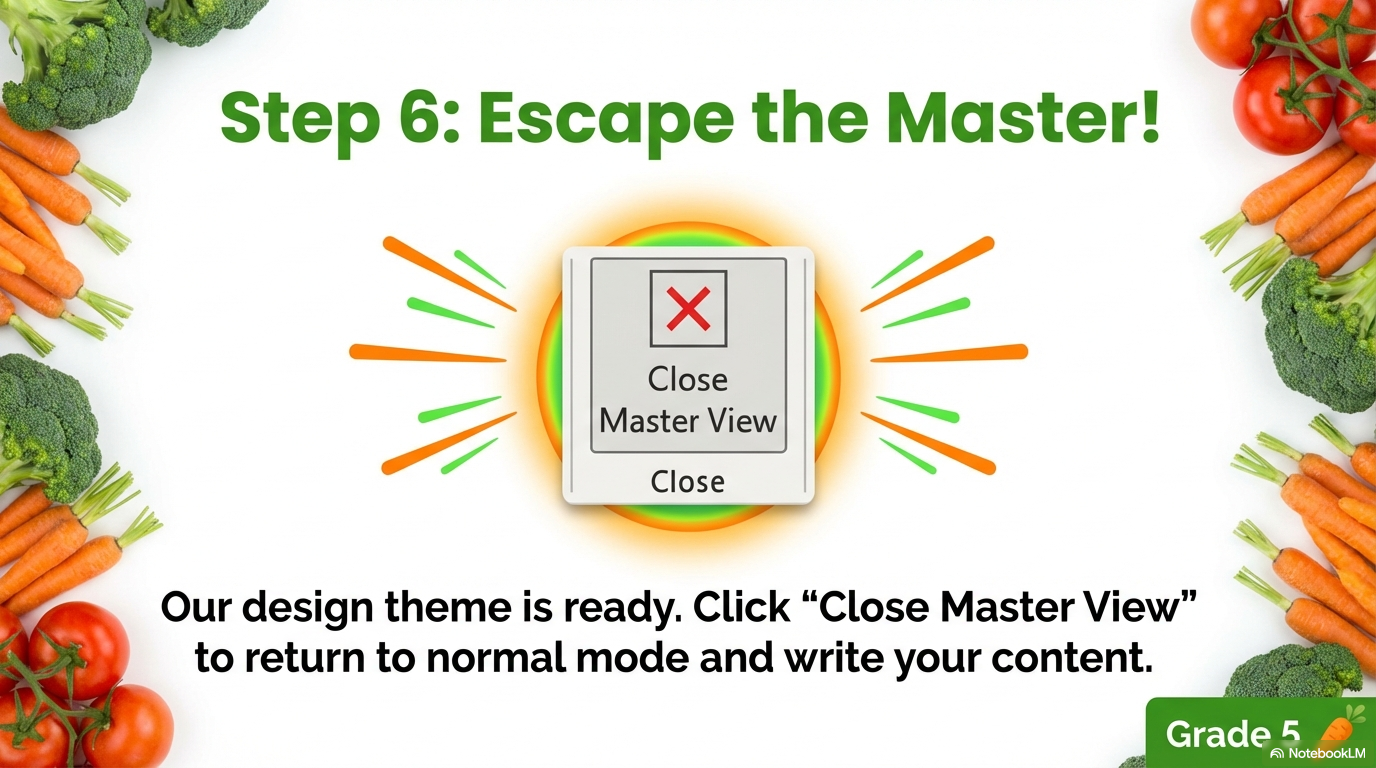 Step 6: Escape the Master!
Close
Master View
Close
Our design theme is ready. Click “Close Master View”
to return to normal mode and write your content.
Grade 5
NotebookLM